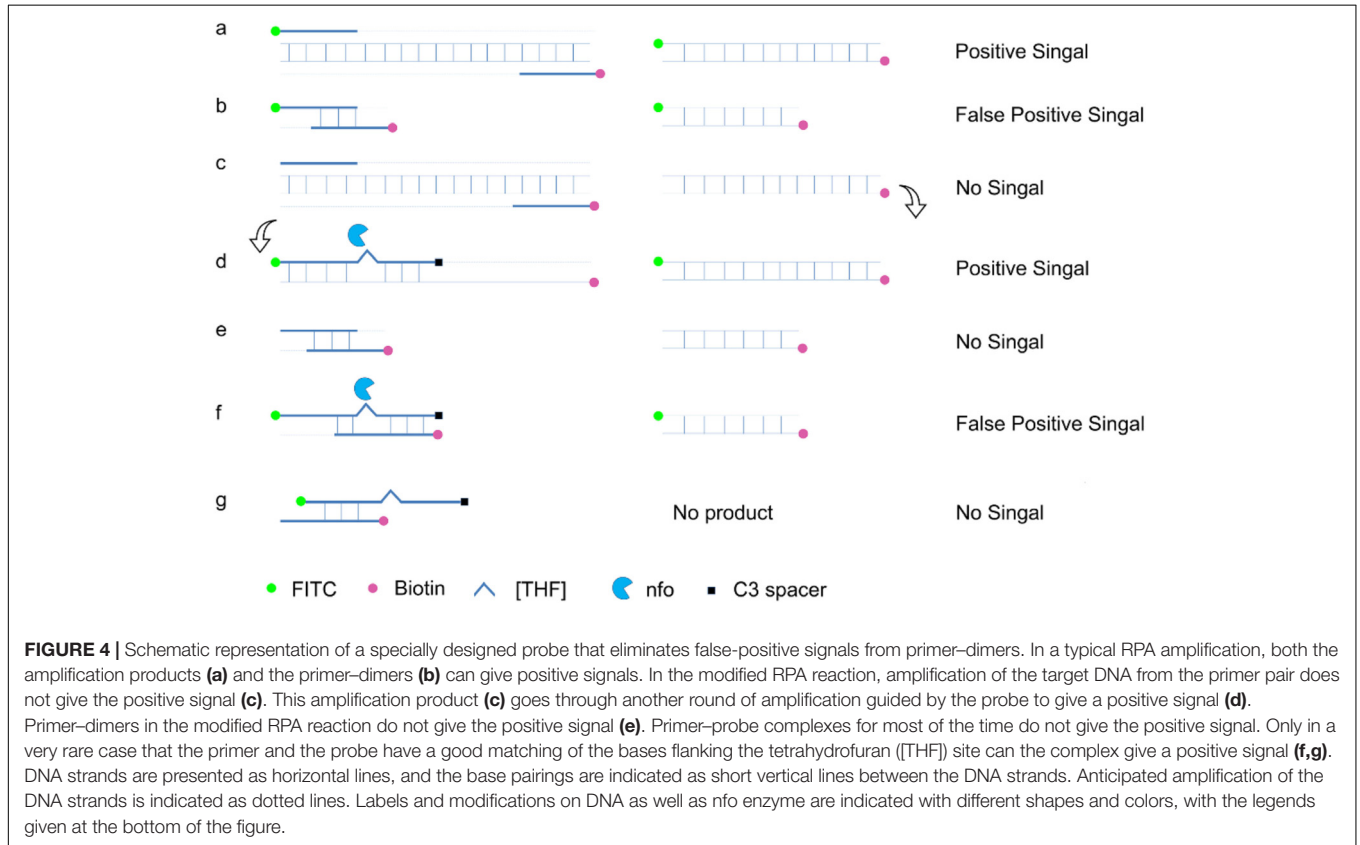 a
Positive Singal
b
False Positive Singal
c
No Singal
d
Positive Singal
e
No Singal
f
False Positive Singal
g
No product
No Singal
FITC Biotin [THF] nfo C3 spacer
FIGURE 4 | Schematic representation of a specially designed probe that eliminates false-positive signals from primer–dimers. In a typical RPA amplification, both the
amplification products (a) and the primer–dimers (b) can give positive signals. In the modified RPA reaction, amplification of the target DNA from the primer pair does
not give the positive signal (c). This amplification product (c) goes through another round of amplification guided by the probe to give a positive signal (d).
Primer–dimers in the modified RPA reaction do not give the positive signal (e). Primer–probe complexes for most of the time do not give the positive signal. Only in a
very rare case that the primer and the probe have a good matching of the bases flanking the tetrahydrofuran ([THF]) site can the complex give a positive signal (f,g).
DNA strands are presented as horizontal lines, and the base pairings are indicated as short vertical lines between the DNA strands. Anticipated amplification of the
DNA strands is indicated as dotted lines. Labels and modifications on DNA as well as nfo enzyme are indicated with different shapes and colors, with the legends
given at the bottom of the figure.